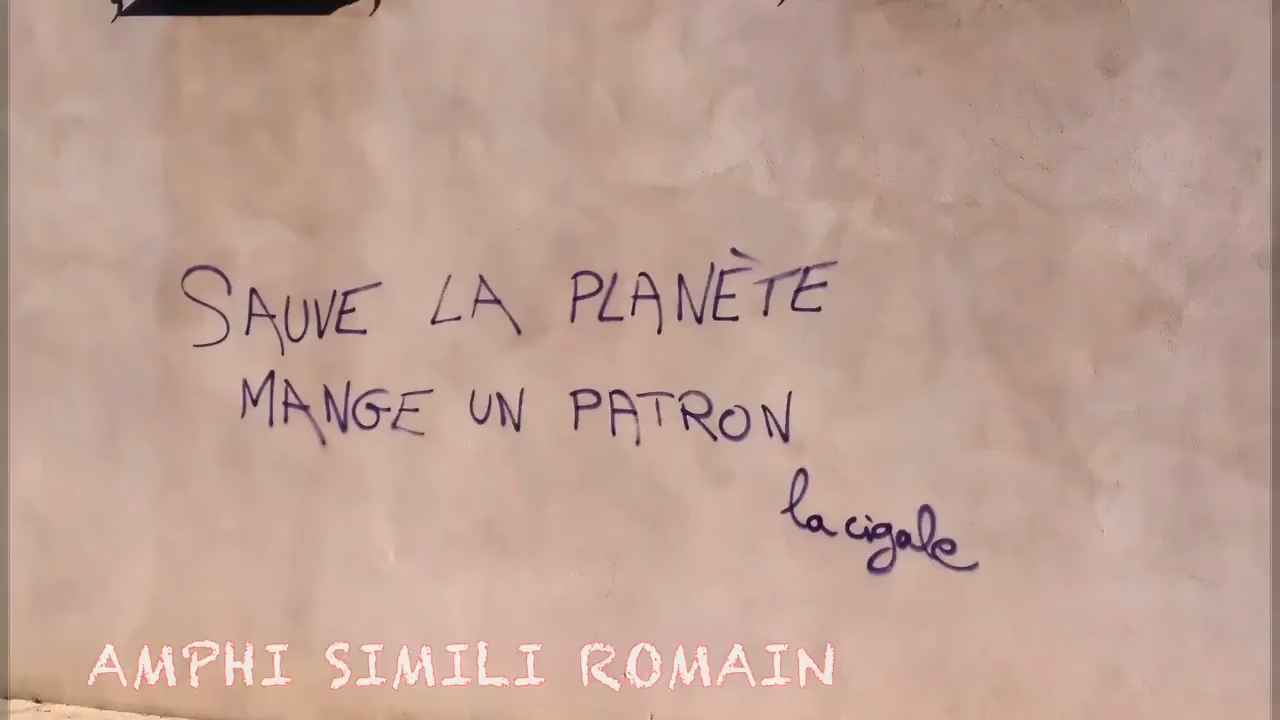 SAUVE LA PLANÈTE
MANGE UN PATRON
la cigale
AMPHI SIMILI ROMAIN